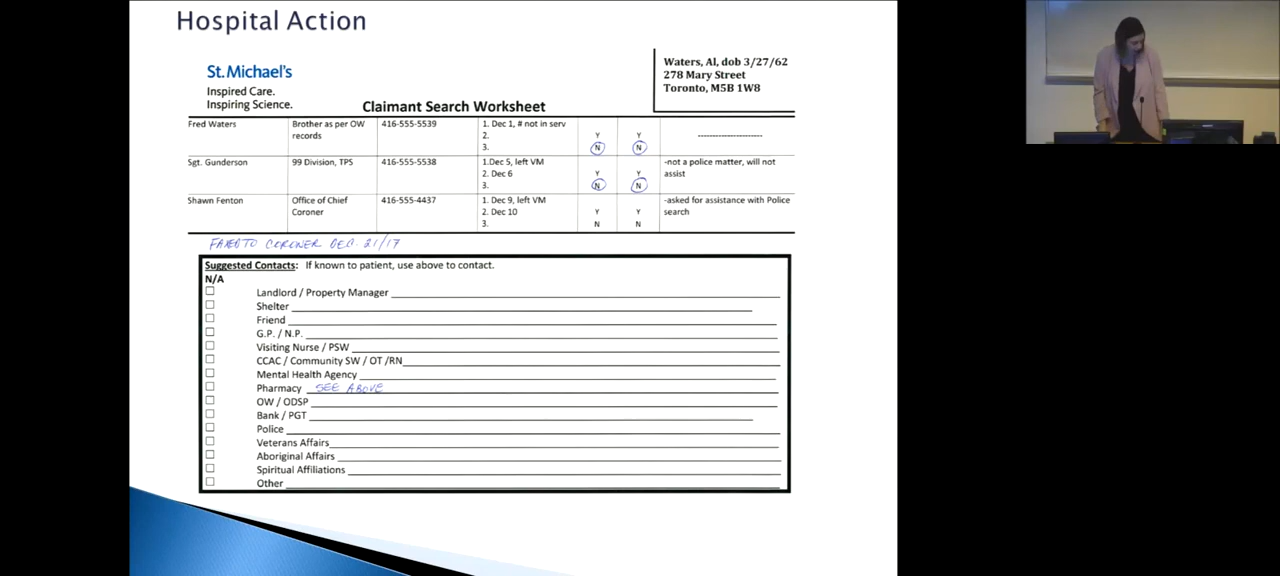 Hospital Action
St. Michael's
Inspired Care.
Inspiring Science.
Claimant Search Worksheet
Waters, Al, dob 3/27/62
278 Mary Street
Toronto, M5B 1W8
Fred Waters Brother as per OW records 416-555-5539 1. Dec 1, # not in serv 2. 3. Y N Y N --------------------
Sgt. Gunderson 99 Division, TPS 416-555-5538 1.Dec 5, left VM 2. Dec 6 3. Y N Y N -not a police matter, will not assist
Shawn Fenton Office of Chief Coroner 416-555-4437 1. Dec 9, left VM 2. Dec 10 3. Y N Y N -asked for assistance with Police search
FAXED TO CORONER DEC. 21/17
Suggested Contacts: If known to patient, use above to contact.
N/A
Landlord / Property Manager
Shelter
Friend
G.P. / N.P.
Visiting Nurse / PSW
CCAC / Community SW / OT /RN
Mental Health Agency
Pharmacy SEE ABOVE
OW / ODSP
Bank / PGT
Police
Veterans Affairs
Aboriginal Affairs
Spiritual Affiliations
Other